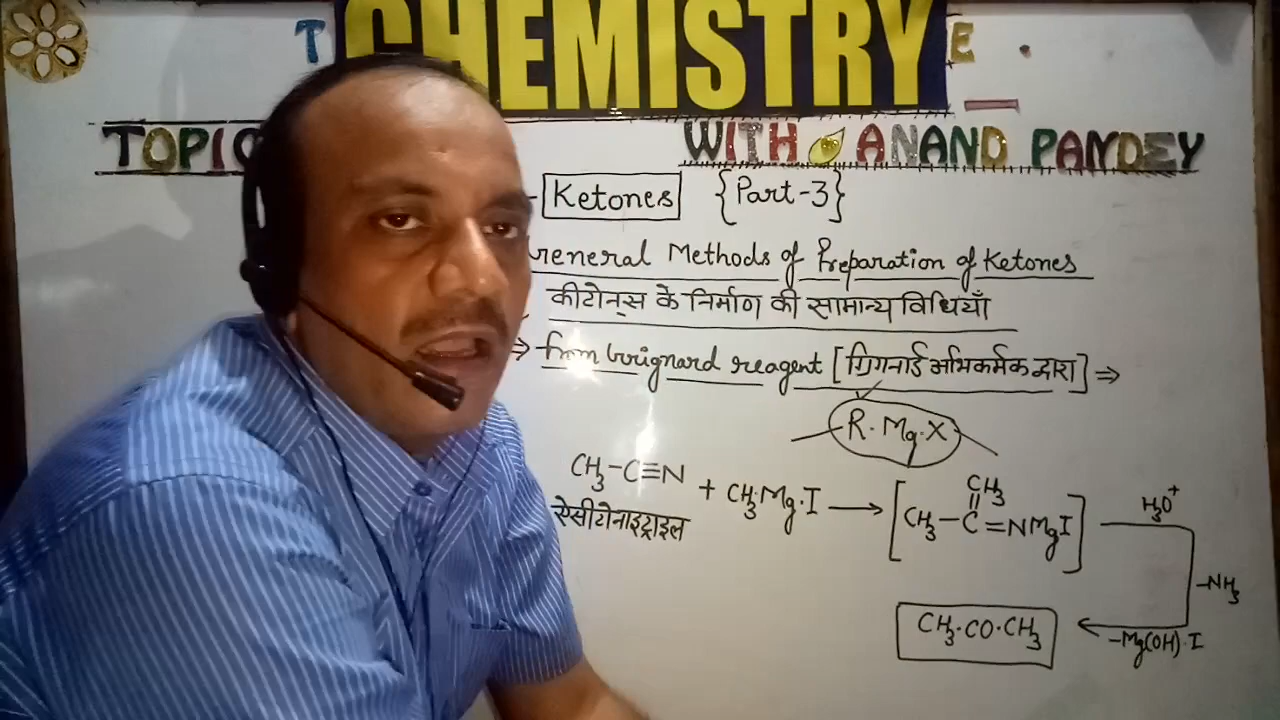 T CHEMISTRY E
TOPIC WITH ANAND PANDEY
Ketones {Part-3}
General Methods of Preparation of Ketones
कीटोन्स के निर्माण की सामान्य विधियाँ
⇒ from Grignard reagent [ग्रिगनार्ड अभिकर्मक द्वारा] ⇒
R·Mg·X
CH₃-C≡N + CH₃·Mg·I → [CH₃-C(=CH₃)=NMgI] H₃O⁺
ऐसीटोनाइट्राइल
-NH₃
CH₃·CO·CH₃ ← -Mg(OH)·I